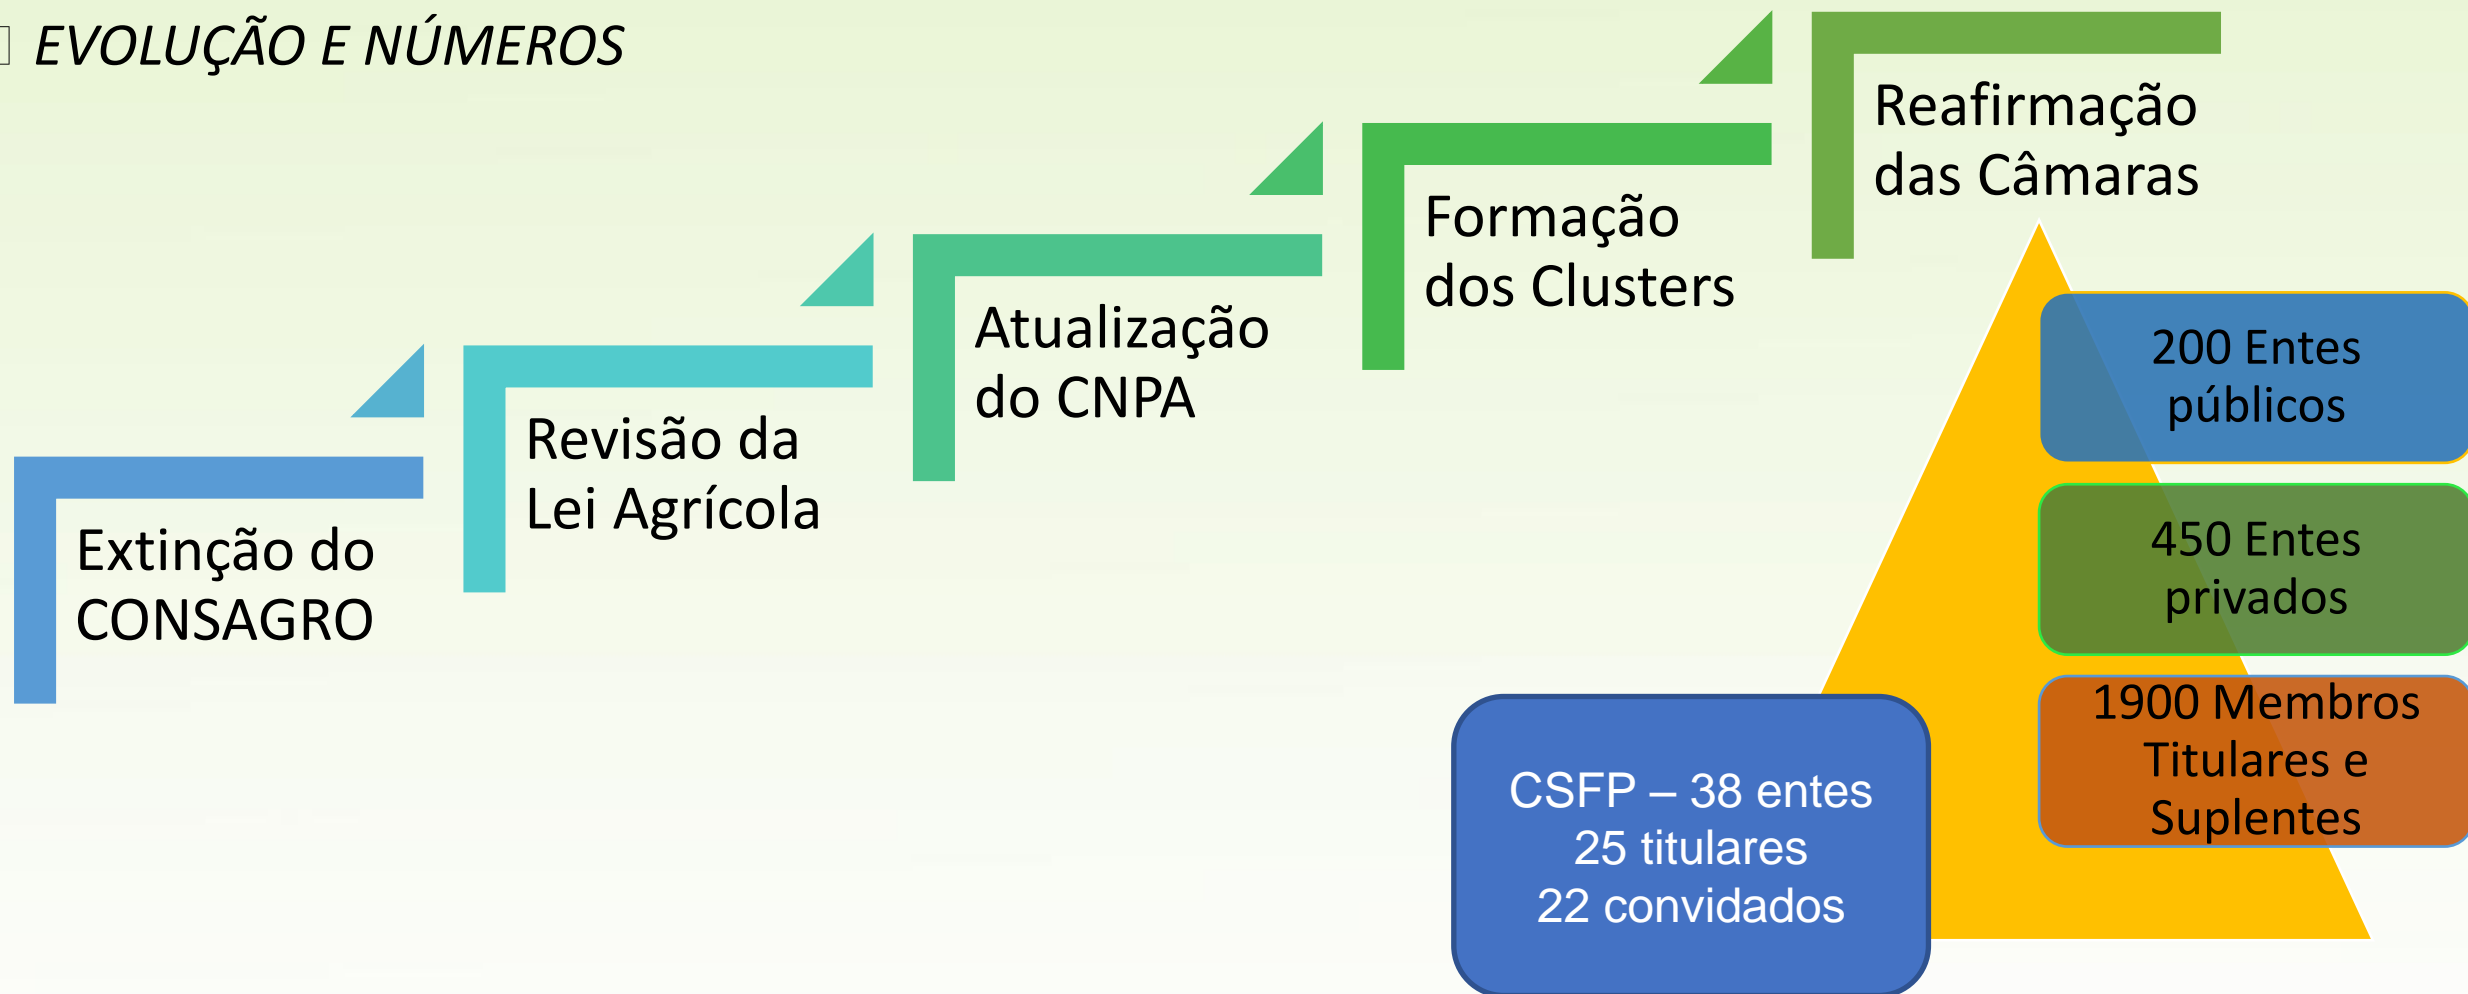 EVOLUÇÃO E NÚMEROS
Extinção do
CONSAGRO
Revisão da
Lei Agrícola
Atualização
do CNPA
Formação
dos Clusters
Reafirmação
das Câmaras
200 Entes
públicos
450 Entes
privados
1900 Membros
Titulares e
Suplentes
CSFP – 38 entes
25 titulares
22 convidados